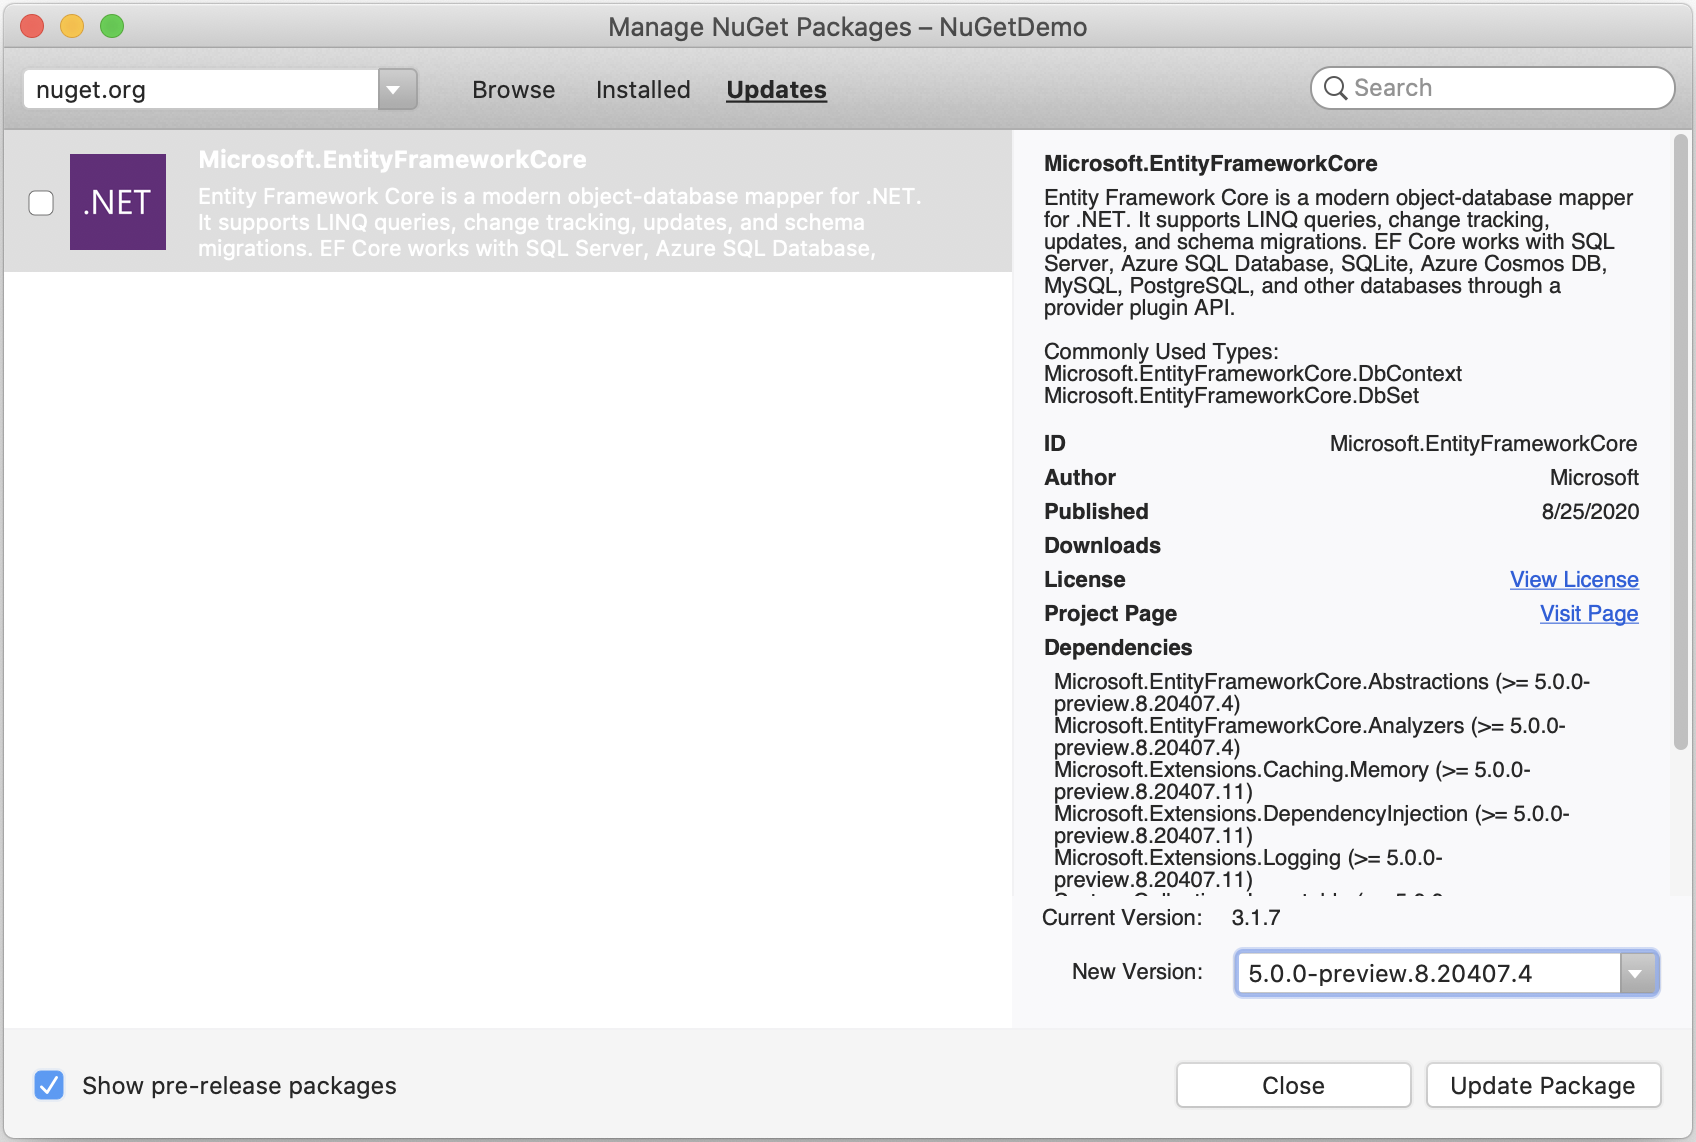 Manage NuGet Packages – NuGetDemo
nuget.org
Browse
Installed
Updates
Search
.NET
Microsoft.EntityFrameworkCore
Entity Framework Core is a modern object-database mapper for .NET.
It supports LINQ queries, change tracking, updates, and schema
migrations. EF Core works with SQL Server, Azure SQL Database,
Microsoft.EntityFrameworkCore
Entity Framework Core is a modern object-database mapper
for .NET. It supports LINQ queries, change tracking,
updates, and schema migrations. EF Core works with SQL
Server, Azure SQL Database, SQLite, Azure Cosmos DB,
MySQL, PostgreSQL, and other databases through a
provider plugin API.
Commonly Used Types:
Microsoft.EntityFrameworkCore.DbContext
Microsoft.EntityFrameworkCore.DbSet
ID Microsoft.EntityFrameworkCore
Author Microsoft
Published 8/25/2020
Downloads
License View License
Project Page Visit Page
Dependencies
Microsoft.EntityFrameworkCore.Abstractions (>= 5.0.0-
preview.8.20407.4)
Microsoft.EntityFrameworkCore.Analyzers (>= 5.0.0-
preview.8.20407.4)
Microsoft.Extensions.Caching.Memory (>= 5.0.0-
preview.8.20407.11)
Microsoft.Extensions.DependencyInjection (>= 5.0.0-
preview.8.20407.11)
Microsoft.Extensions.Logging (>= 5.0.0-
preview.8.20407.11)
Current Version: 3.1.7
New Version: 5.0.0-preview.8.20407.4
Show pre-release packages
Close
Update Package